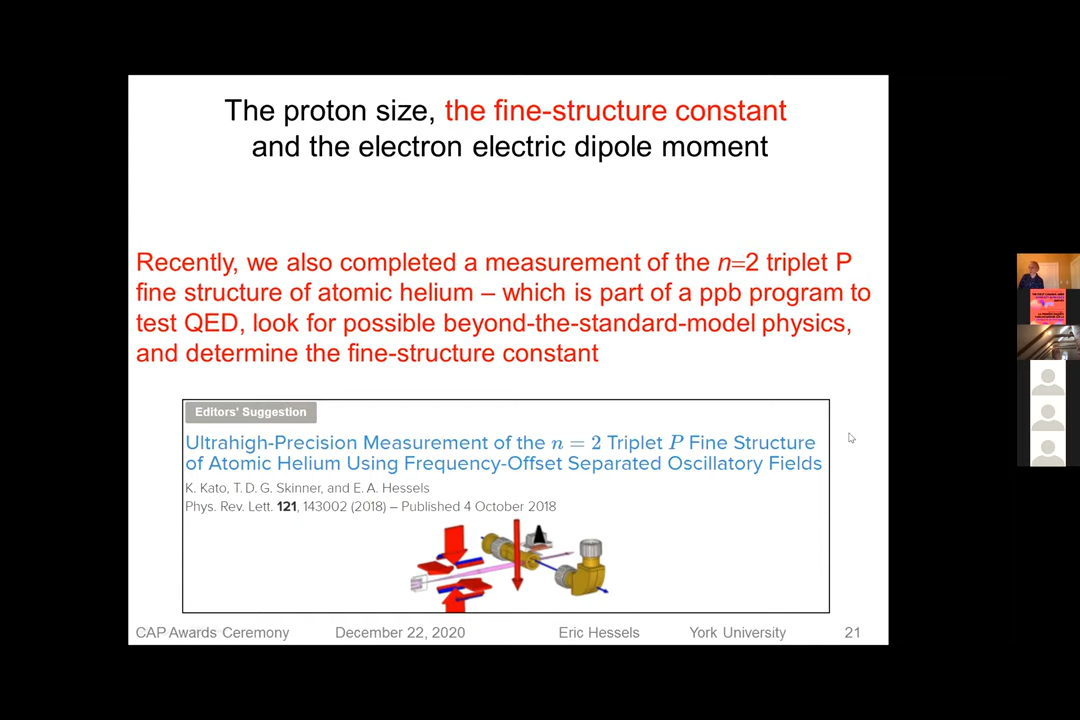 The proton size, the fine-structure constant
and the electron electric dipole moment
Recently, we also completed a measurement of the n=2 triplet P
fine structure of atomic helium – which is part of a ppb program to
test QED, look for possible beyond-the-standard-model physics,
and determine the fine-structure constant
Editors' Suggestion
Ultrahigh-Precision Measurement of the n = 2 Triplet P Fine Structure
of Atomic Helium Using Frequency-Offset Separated Oscillatory Fields
K. Kato, T. D. G. Skinner, and E. A. Hessels
Phys. Rev. Lett. 121, 143002 (2018) – Published 4 October 2018
CAP Awards Ceremony December 22, 2020 Eric Hessels York University 21